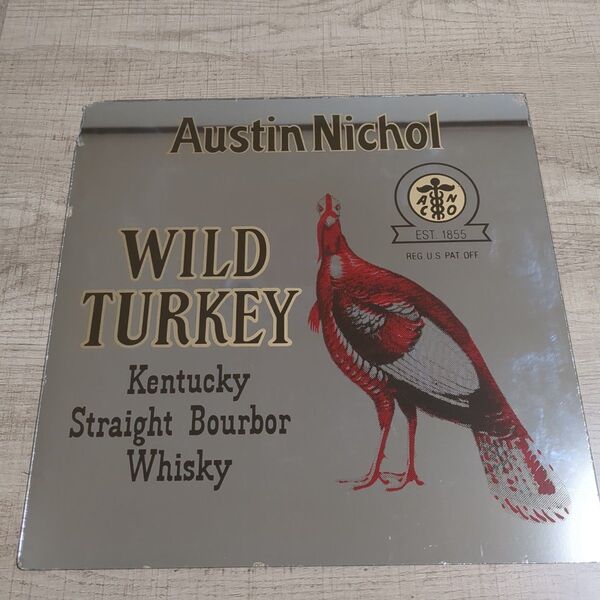 Austin Nichol
A C N O
EST. 1855
REG. U.S. PAT. OFF.
WILD
TURKEY
Kentucky
Straight Bourbor
Whisky